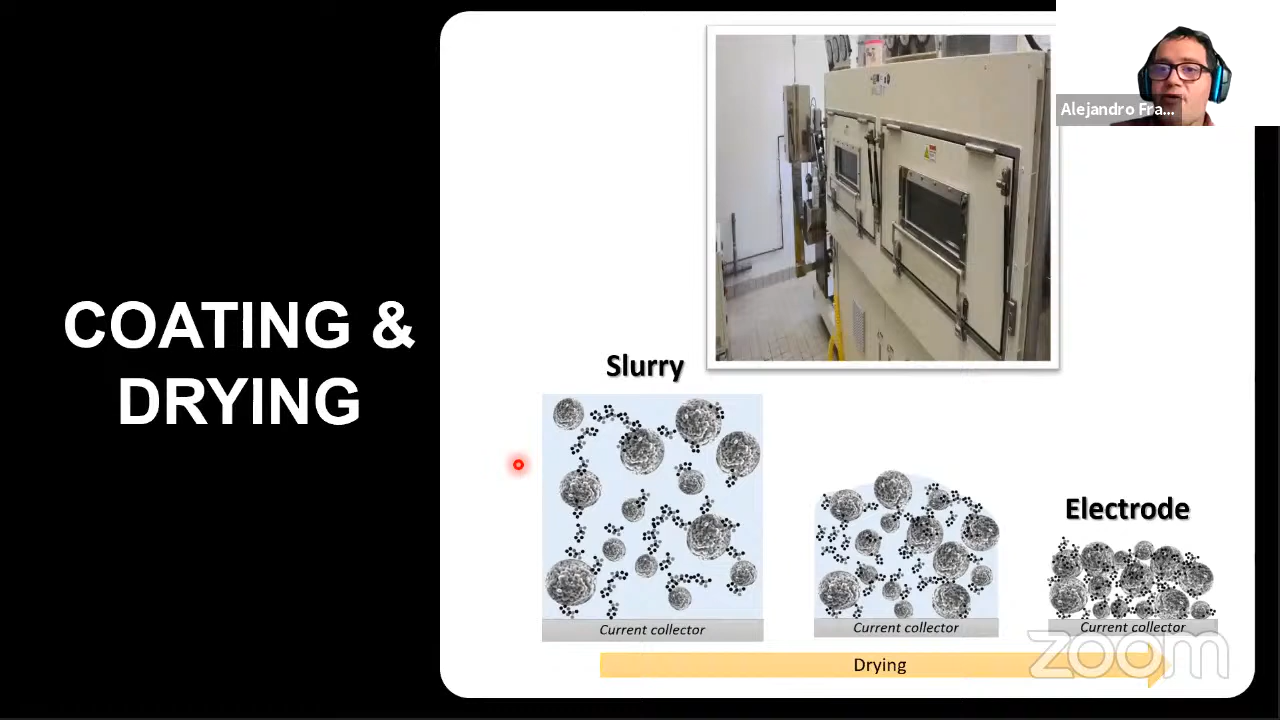 COATING &
DRYING
Alejandro Fra...
Slurry
Electrode
Current collector
Current collector
Current collector
Drying
zoom